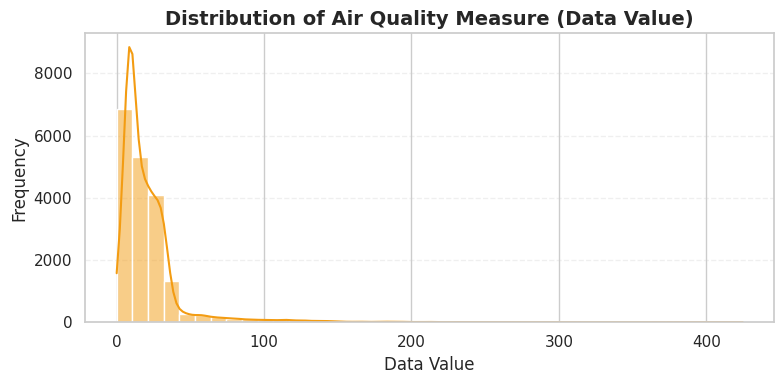 Distribution of Air Quality Measure (Data Value)
Frequency
8000
6000
4000
2000
0
0 100 200 300 400
Data Value